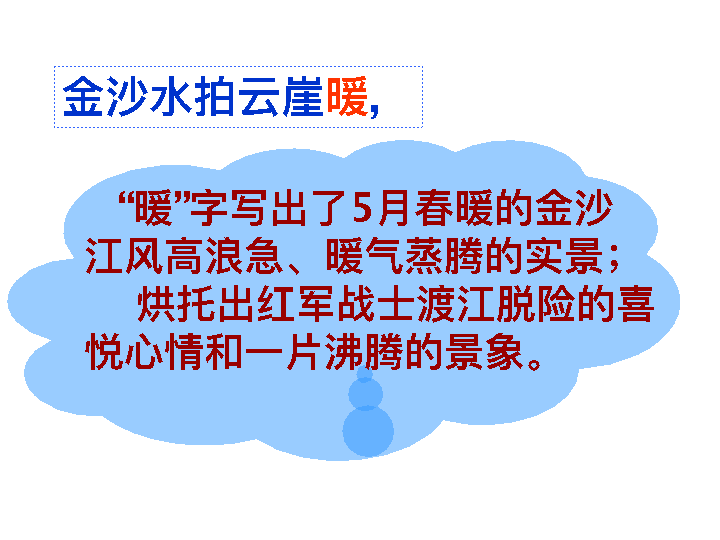 金沙水拍云崖暖，
“暖”字写出了5月春暖的金沙
江风高浪急、暖气蒸腾的实景；
烘托出红军战士渡江脱险的喜
悦心情和一片沸腾的景象。